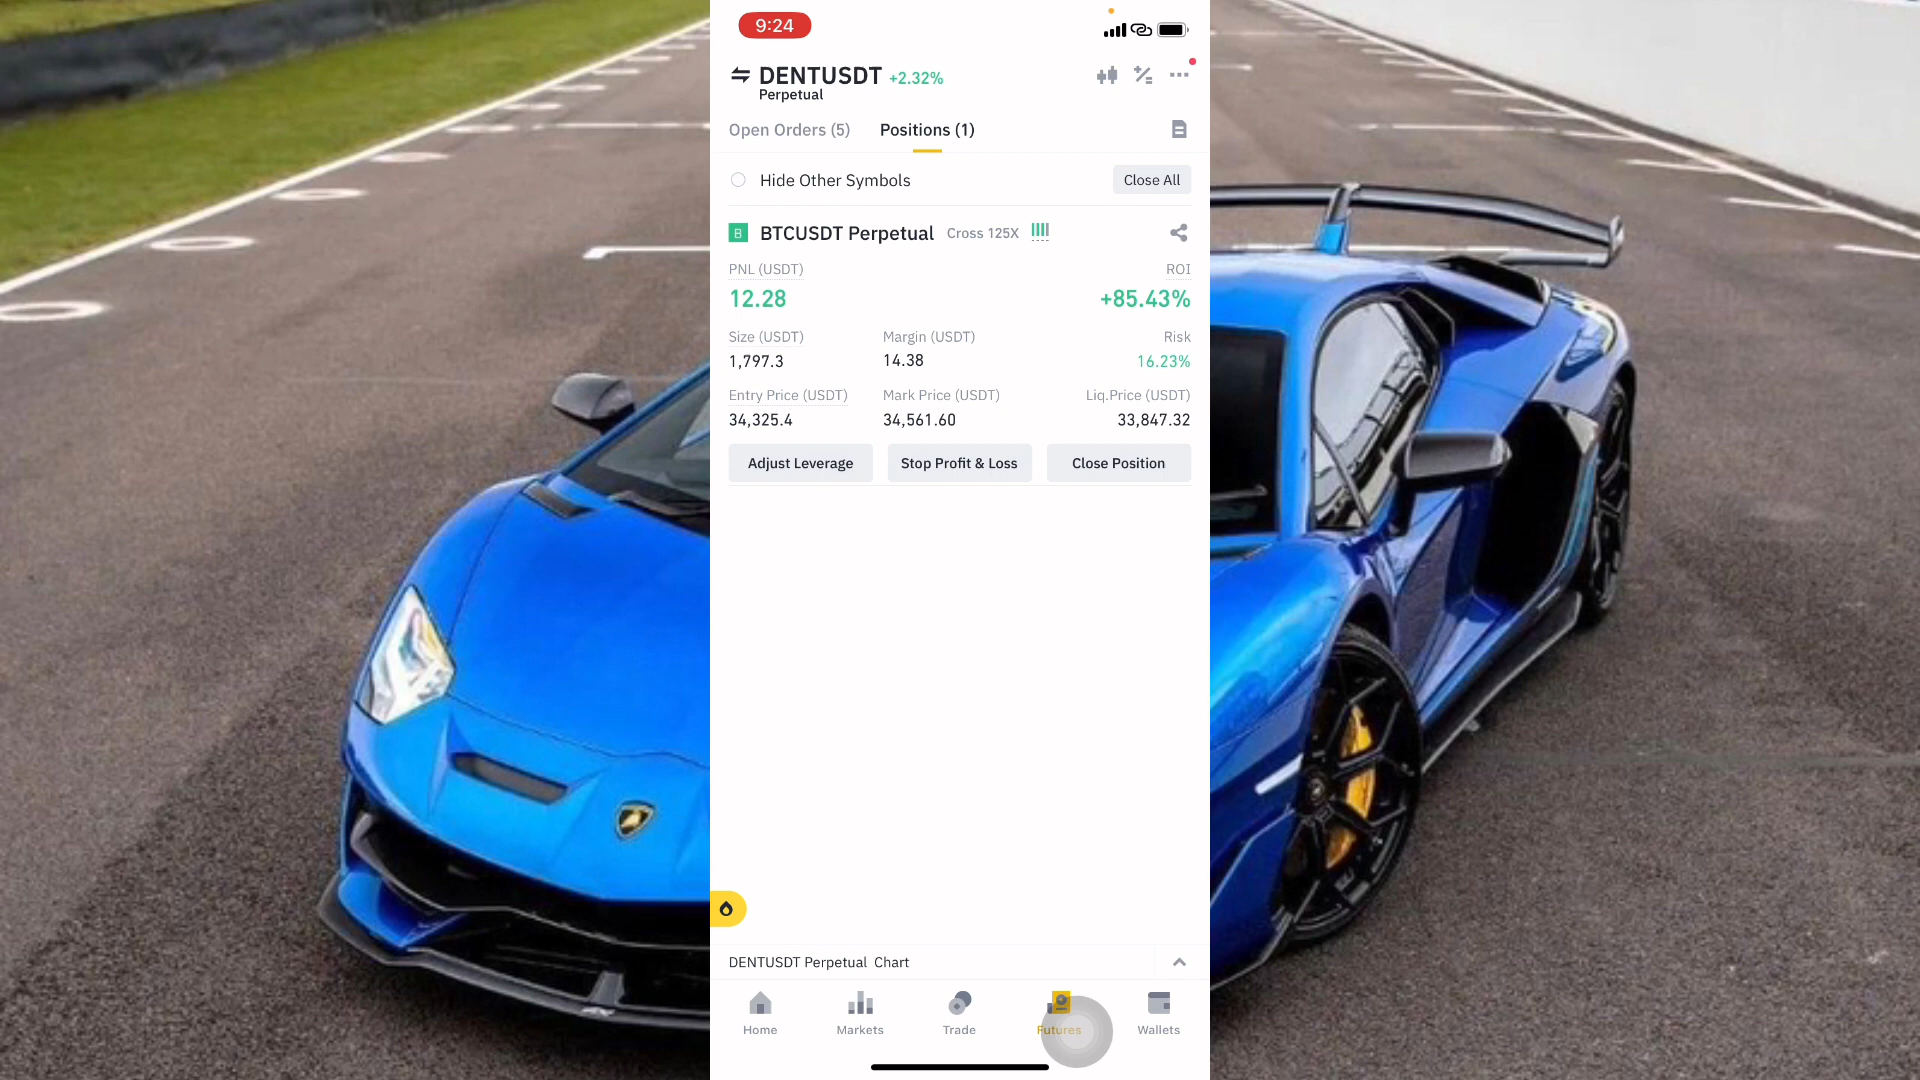 9:24
DENTUSDT +2.32%
Perpetual
Open Orders (5) Positions (1)
Hide Other Symbols Close All
B BTCUSDT Perpetual Cross 125X
PNL (USDT) ROI
12.28 +85.43%
Size (USDT) Margin (USDT) Risk
1,797.3 14.38 16.23%
Entry Price (USDT) Mark Price (USDT) Liq.Price (USDT)
34,325.4 34,561.60 33,847.32
Adjust Leverage Stop Profit & Loss Close Position
DENTUSDT Perpetual Chart
Home Markets Trade Futures Wallets